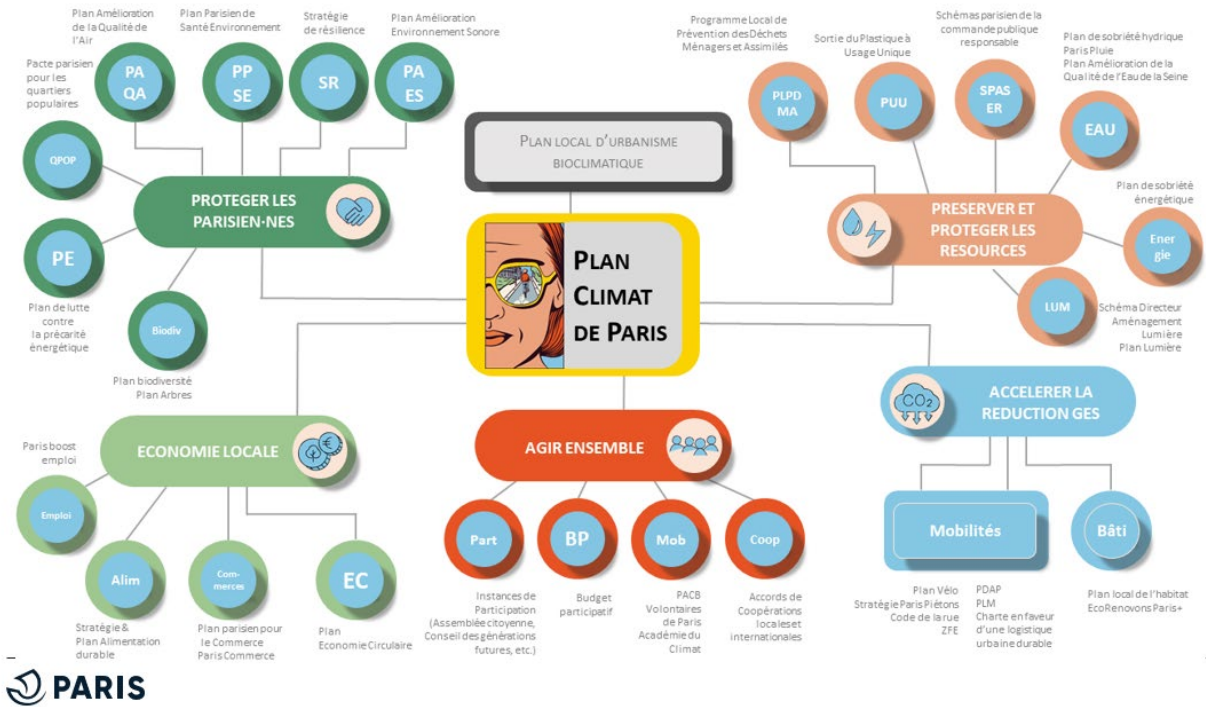 Plan Amélioration
de la Qualité de
l'Air
Plan Parisien de
Santé Environnement
Stratégie
de résilience
Plan Amélioration
Environnement Sonore
Pacte parisien
pour les
quartiers
populaires
PA
QA
PP
SE
SR
PA
ES
QPOP
PROTEGER LES
PARISIEN·NES
PE
Plan de lutte
contre
la précarité
énergétique
Biodiv
Plan biodiversité
Plan Arbres
PLAN LOCAL D'URBANISME
BIOCLIMATIQUE
PLAN
CLIMAT
DE PARIS
Programme Local de
Prévention des Déchets
Ménagers et Assimilés
Sortie du Plastique à
Usage Unique
Schémas parisien de la
commande publique
responsable
Plan de sobriété hydrique
Paris Pluie
Plan Amélioration de la
Qualité de l'Eau de la Seine
PLPD
MA
PUU
SPAS
ER
EAU
PRESERVER ET
PROTEGER LES
RESOURCES
Plan de sobriété
énergétique
Ener
gie
LUM
Schéma Directeur
Aménagement
Lumière
Plan Lumière
ECONOMIE LOCALE
Paris boost
emploi
Emploi
Alim
Com-
merces
EC
Stratégie &
Plan Alimentation
durable
Plan parisien pour
le Commerce
Paris Commerce
Plan
Economie Circulaire
AGIR ENSEMBLE
Part
BP
Mob
Coop
Instances de
Participation
(Assemblée citoyenne,
Conseil des générations
futures, etc.)
Budget
participatif
PACB
Volontaires
de Paris
Académie du
Climat
Accords de
Coopérations
locales et
internationales
CO2
ACCELERER LA
REDUCTION GES
Mobilités
Bâti
Plan Vélo
Stratégie Paris Piétons
Code de la rue
ZFE
PDAP
PLM
Charte en faveur
d'une logistique
urbaine durable
Plan local de l'habitat
EcoRenovons Paris+
PARIS